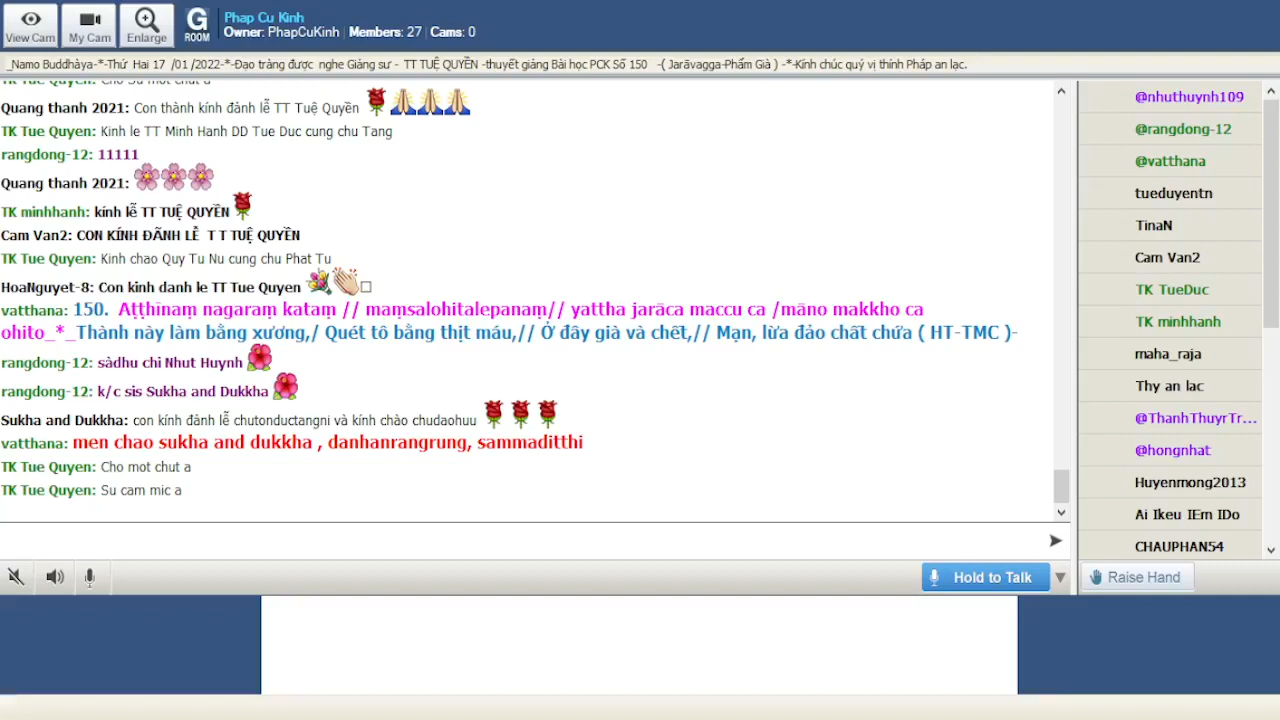 View Cam
My Cam
Enlarge
G
ROOM
Phap Cu Kinh
Owner: PhapCuKinh | Members: 27 | Cams: 0
_Namo Buddhàya-*-Thứ Hai 17 /01 /2022-*-Đạo tràng được nghe Giảng sư - TT TUỆ QUYỀN -thuyết giảng Bài học PCK Số 150 -( Jarāvagga-Phẩm Già ) -*-Kính chúc quý vị thính Pháp an lạc.
TK Tue Quyen: Cho Su mot chut a
Quang thanh 2021: Con thành kính đảnh lễ TT Tuệ Quyền
TK Tue Quyen: Kinh le TT Minh Hanh DD Tue Duc cung chu Tang
rangdong-12: 11111
Quang thanh 2021:
TK minhhanh: kính lễ TT TUỆ QUYỀN
Cam Van2: CON KÍNH ĐÃNH LỄ T T TUỆ QUYỀN
TK Tue Quyen: Kinh chao Quy Tu Nu cung chu Phat Tu
HoaNguyet-8: Con kinh danh le TT Tue Quyen
vatthana: 150. Aṭṭhīnaṃ nagaraṃ kataṃ // maṃsalohitalepanaṃ// yattha jarāca maccu ca /māno makkho ca
ohito_*_Thành này làm bằng xương,/ Quét tô bằng thịt máu,// Ở đây già và chết,// Mạn, lừa đảo chất chứa ( HT-TMC )-
rangdong-12: sàdhu chi Nhut Huynh
rangdong-12: k/c sis Sukha and Dukkha
Sukha and Dukkha: con kính đảnh lễ chutonductangni và kính chào chudaohuu
vatthana: men chao sukha and dukkha , danhanrangrung, sammaditthi
TK Tue Quyen: Cho mot chut a
TK Tue Quyen: Su cam mic a
Hold to Talk
@nhuthuynh109
@rangdong-12
@vatthana
tueduyentn
TinaN
Cam Van2
TK TueDuc
TK minhhanh
maha_raja
Thy an lac
@ThanhThuyrTr...
@hongnhat
Huyenmong2013
Ai Ikeu IEm IDo
CHAUPHAN54
Raise Hand